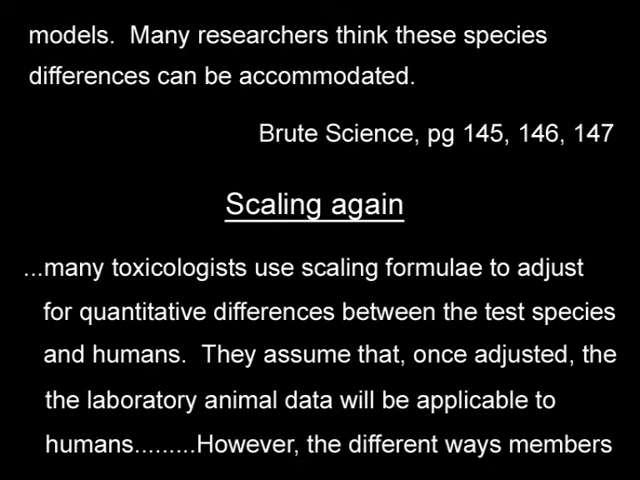 models.  Many researchers think these species
differences can be accommodated.
Brute Science, pg 145, 146, 147
Scaling again
...many toxicologists use scaling formulae to adjust
for quantitative differences between the test species
and humans.  They assume that, once adjusted, the
the laboratory animal data will be applicable to
humans.........However, the different ways members